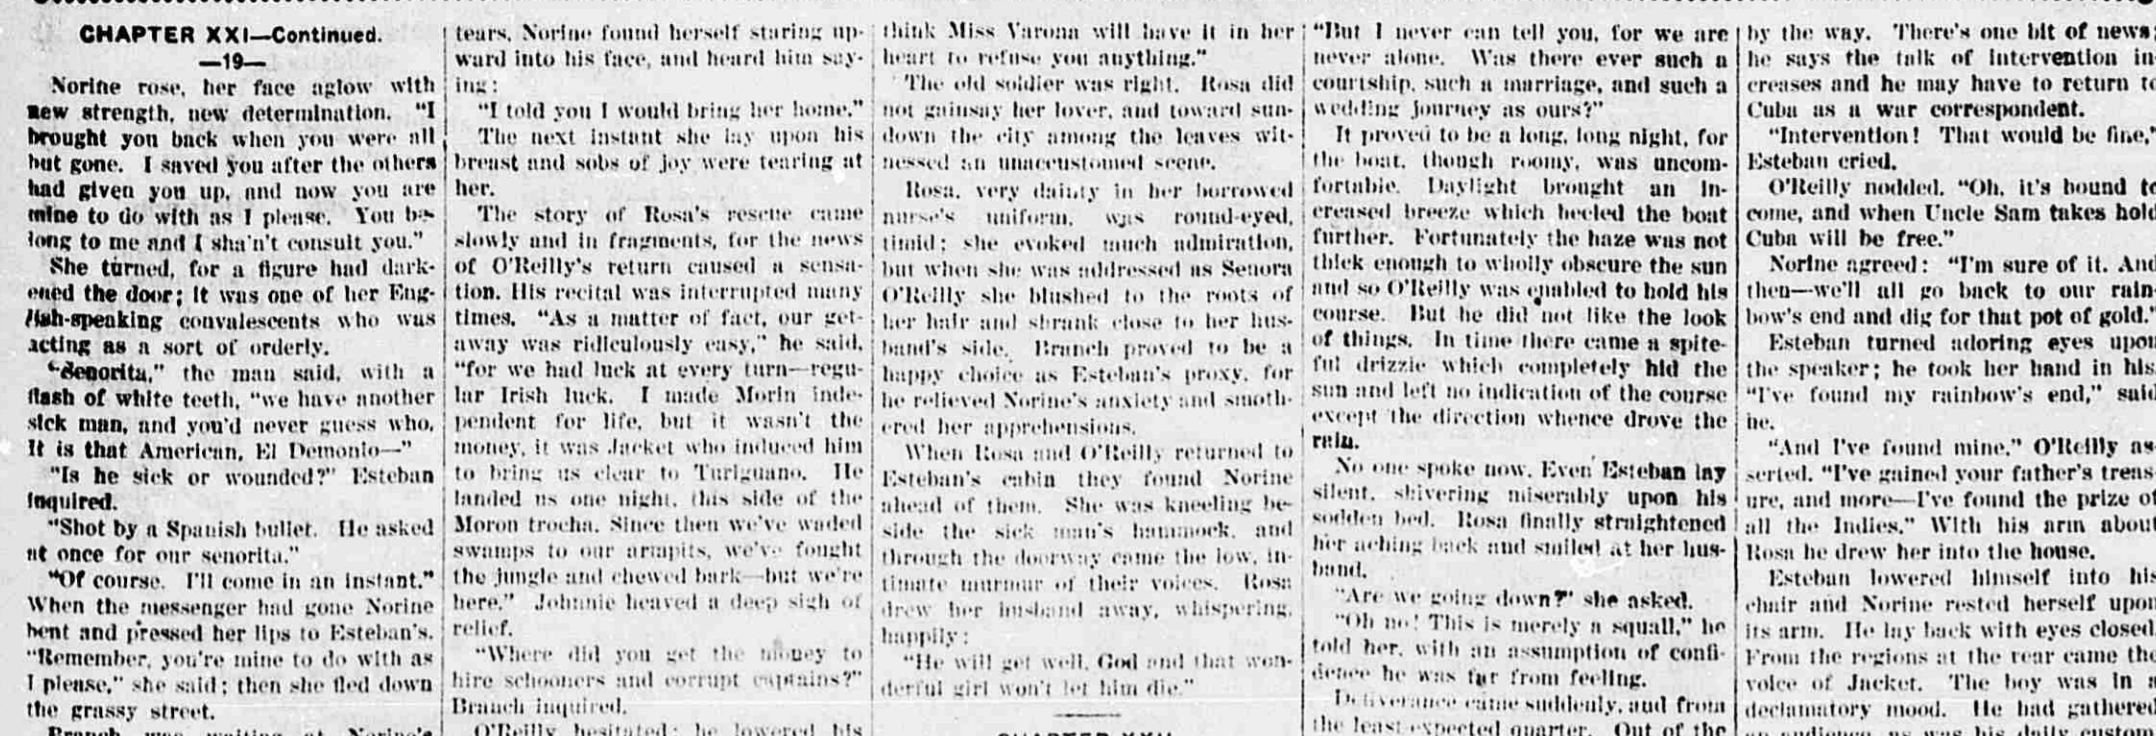 CHAPTER XXI—Continued.
—19—
Norine rose, her face aglow with
new strength, new determination. "I
brought you back when you were all
but gone. I saved you after the others
had given you up, and now you are
mine to do with as I please. You be-
long to me and I sha'n't consult you."
She turned, for a figure had dark-
ened the door; it was one of her Eng-
lish-speaking convalescents who was
acting as a sort of orderly.
"Senorita," the man said, with a
flash of white teeth, "we have another
sick man, and you'd never guess who.
It is that American, El Demonio—"
"Is he sick or wounded?" Esteban
inquired.
"Shot by a Spanish bullet. He asked
at once for our senorita."
"Of course. I'll come in an instant."
When the messenger had gone Norine
bent and pressed her lips to Esteban's.
"Remember, you're mine to do with as
I please," she said; then she fled down
the grassy street.
Branch was waiting at Norine's
tears, Norine found herself staring up-
ward into his face, and heard him say-
ing:
"I told you I would bring her home."
The next instant she lay upon his
breast and sobs of joy were tearing at
her.
The story of Rosa's rescue came
slowly and in fragments, for the news
of O'Reilly's return caused a sensa-
tion. His recital was interrupted many
times. "As a matter of fact, our get-
away was ridiculously easy," he said,
"for we had luck at every turn—regu-
lar Irish luck. I made Morin inde-
pendent for life, but it wasn't the
money, it was Jacket who induced him
to bring us clear to Turiguano. He
landed us one night, this side of the
Moron trocha. Since then we've waded
swamps to our armpits, we've fought
the jungle and chewed bark—but we're
here." Johnnie heaved a deep sigh of
relief.
"Where did you get the money to
hire schooners and corrupt captains?"
Branch inquired.
O'Reilly hesitated; he lowered his
think Miss Varona will have it in her
heart to refuse you anything."
The old soldier was right. Rosa did
not gainsay her lover, and toward sun-
down the city among the leaves wit-
nessed an unaccustomed scene.
Rosa, very dainty in her borrowed
nurse's uniform, was round-eyed,
timid; she evoked much admiration,
but when she was addressed as Senora
O'Reilly she blushed to the roots of
her hair and shrank close to her hus-
band's side. Branch proved to be a
happy choice as Esteban's proxy, for
he relieved Norine's anxiety and smoth-
ered her apprehensions.
When Rosa and O'Reilly returned to
Esteban's cabin they found Norine
ahead of them. She was kneeling be-
side the sick man's hammock, and
through the doorway came the low, in-
timate murmur of their voices. Rosa
drew her husband away, whispering,
happily:
"He will get well. God and that won-
derful girl won't let him die."
CHAPTER XXII.
"But I never can tell you, for we are
never alone. Was there ever such a
courtship, such a marriage, and such a
wedding journey as ours?"
It proved to be a long, long night, for
the boat, though roomy, was uncom-
fortable. Daylight brought an in-
creased breeze which heeled the boat
further. Fortunately the haze was not
thick enough to wholly obscure the sun
and so O'Reilly was enabled to hold his
course. But he did not like the look
of things. In time there came a spite-
ful drizzle which completely hid the
sun and left no indication of the course
except the direction whence drove the
rain.
No one spoke now. Even Esteban lay
silent, shivering miserably upon his
sodden bed. Rosa finally straightened
her aching back and smiled at her hus-
band.
"Are we going down?" she asked.
"Oh no! This is merely a squall," he
told her, with an assumption of confi-
dence he was far from feeling.
Deliverance came suddenly, and from
the least expected quarter. Out of the
by the way. There's one bit of news;
he says the talk of intervention in-
creases and he may have to return to
Cuba as a war correspondent.
"Intervention! That would be fine,"
Esteban cried.
O'Reilly nodded. "Oh, it's bound to
come, and when Uncle Sam takes hold
Cuba will be free."
Norine agreed: "I'm sure of it. And
then—we'll all go back to our rain-
bow's end and dig for that pot of gold."
Esteban turned adoring eyes upon
the speaker; he took her hand in his.
"I've found my rainbow's end," said
he.
"And I've found mine," O'Reilly as-
serted. "I've gained your father's treas-
ure, and more—I've found the prize of
all the Indies." With his arm about
Rosa he drew her into the house.
Esteban lowered himself into his
chair and Norine rested herself upon
its arm. He lay back with eyes closed.
From the regions at the rear came the
voice of Jacket. The boy was in a
declamatory mood. He had gathered
an audience, as was his daily custom